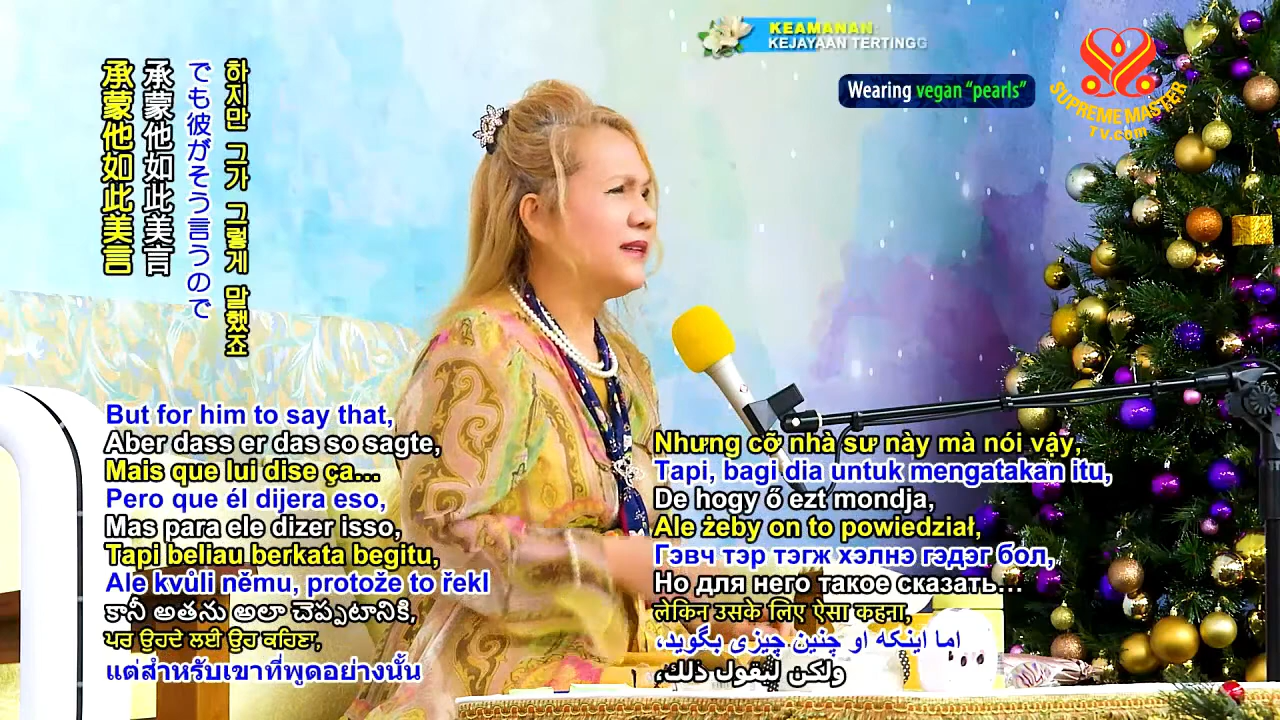 KEAMANAN
KEJAYAAN TERTINGG
Wearing vegan “pearls”
SUPREME MASTER
TV.com
하지만 그가 그렇게 말했죠
でも彼がそう言うので
承蒙他如此美言
承蒙他如此美言
But for him to say that,
Aber dass er das so sagte,
Mais que lui dise ça...
Pero que él dijera eso,
Mas para ele dizer isso,
Tapi beliau berkata begitu,
Ale kvůli němu, protože to řekl
కానీ అతను అలా చెప్పటానికి,
ਪਰ ਉਹਦੇ ਲਈ ਉਹ ਕਹਿਣਾ,
แต่สำหรับเขาที่พูดอย่างนั้น
Nhưng cỡ nhà sư này mà nói vậy,
Tapi, bagi dia untuk mengatakan itu,
De hogy ő ezt mondja,
Ale żeby on to powiedział,
Гэвч тэр тэгж хэлнэ гэдэг бол,
Но для него такое сказать...
लेकिन उसके लिए ऐसा कहना,
اما اینکه او چنین چیزی بگوید،
ولكن ليقول ذلك،